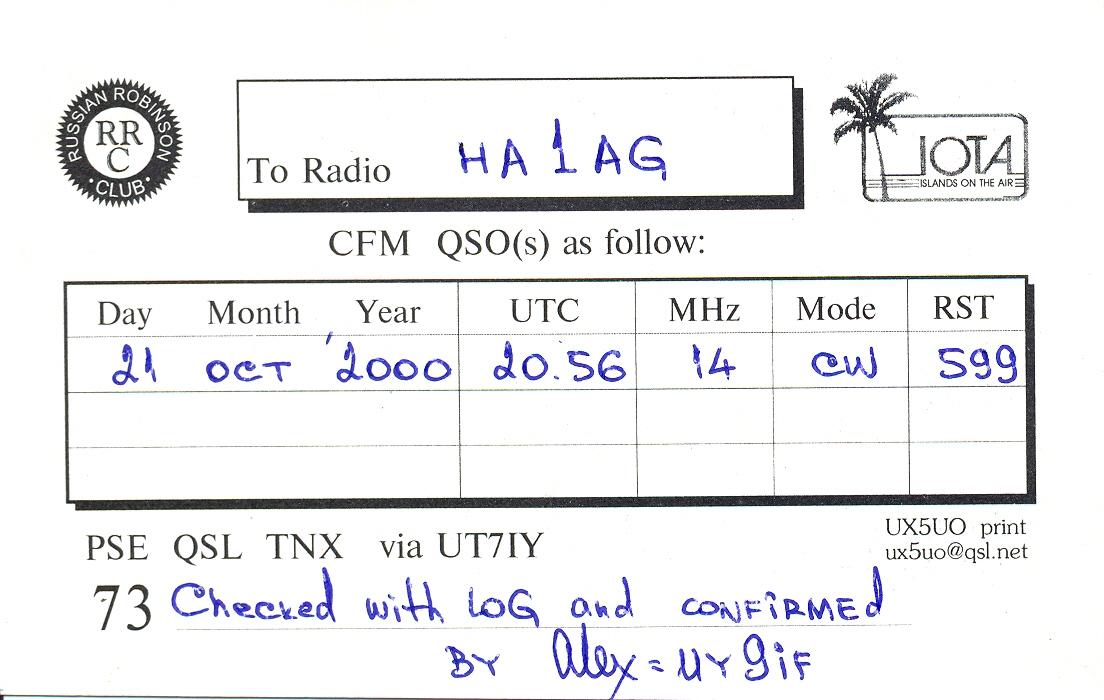 RUSSIAN ROBINSON CLUB
RRC
To Radio HA1AG
IOTA
ISLANDS ON THE AIR
CFM QSO(s) as follow:
Day Month Year UTC MHz Mode RST
21 OCT '2000 20.56 14 CW 599
UX5UO print
PSE QSL TNX via UT7IY
ux5uo@qsl.net
73 Checked with LOG and CONFiRMEd
BY Alex = UY9iF